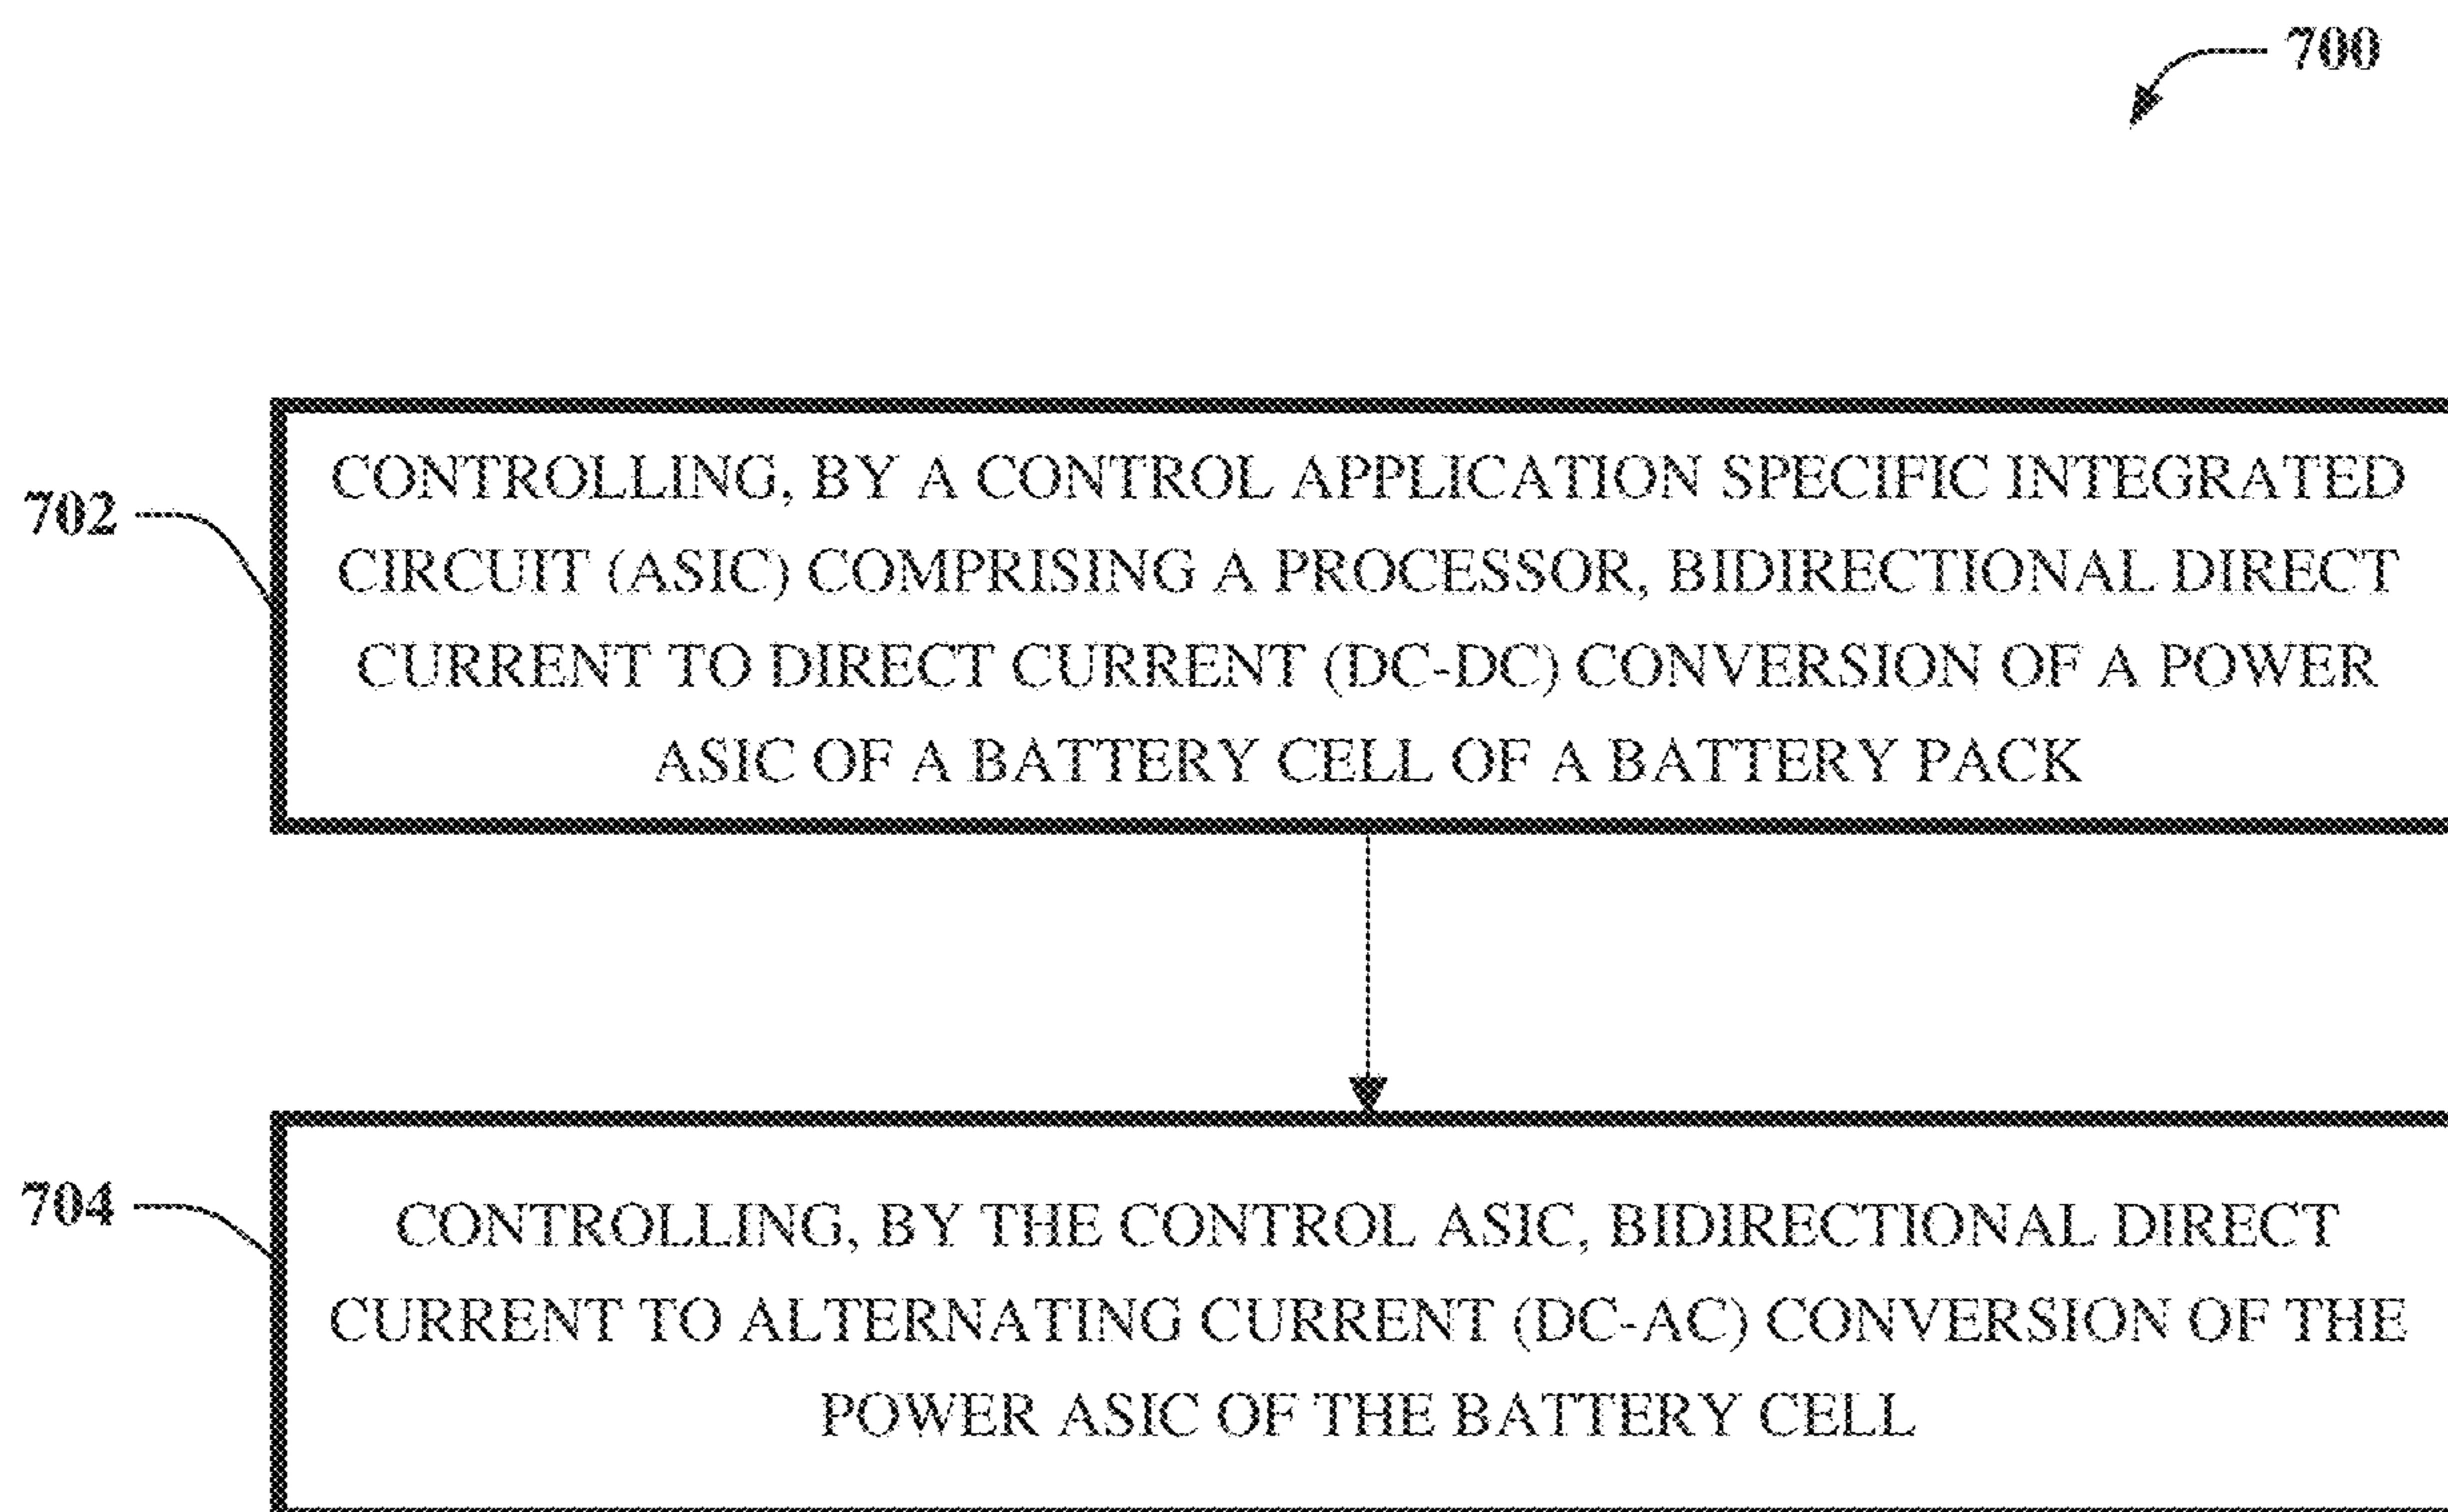 700
702
CONTROLLING, BY A CONTROL APPLICATION SPECIFIC INTEGRATED
CIRCUIT (ASIC) COMPRISING A PROCESSOR, BIDIRECTIONAL DIRECT
CURRENT TO DIRECT CURRENT (DC-DC) CONVERSION OF A POWER
ASIC OF A BATTERY CELL OF A BATTERY PACK
704
CONTROLLING, BY THE CONTROL ASIC, BIDIRECTIONAL DIRECT
CURRENT TO ALTERNATING CURRENT (DC-AC) CONVERSION OF THE
POWER ASIC OF THE BATTERY CELL